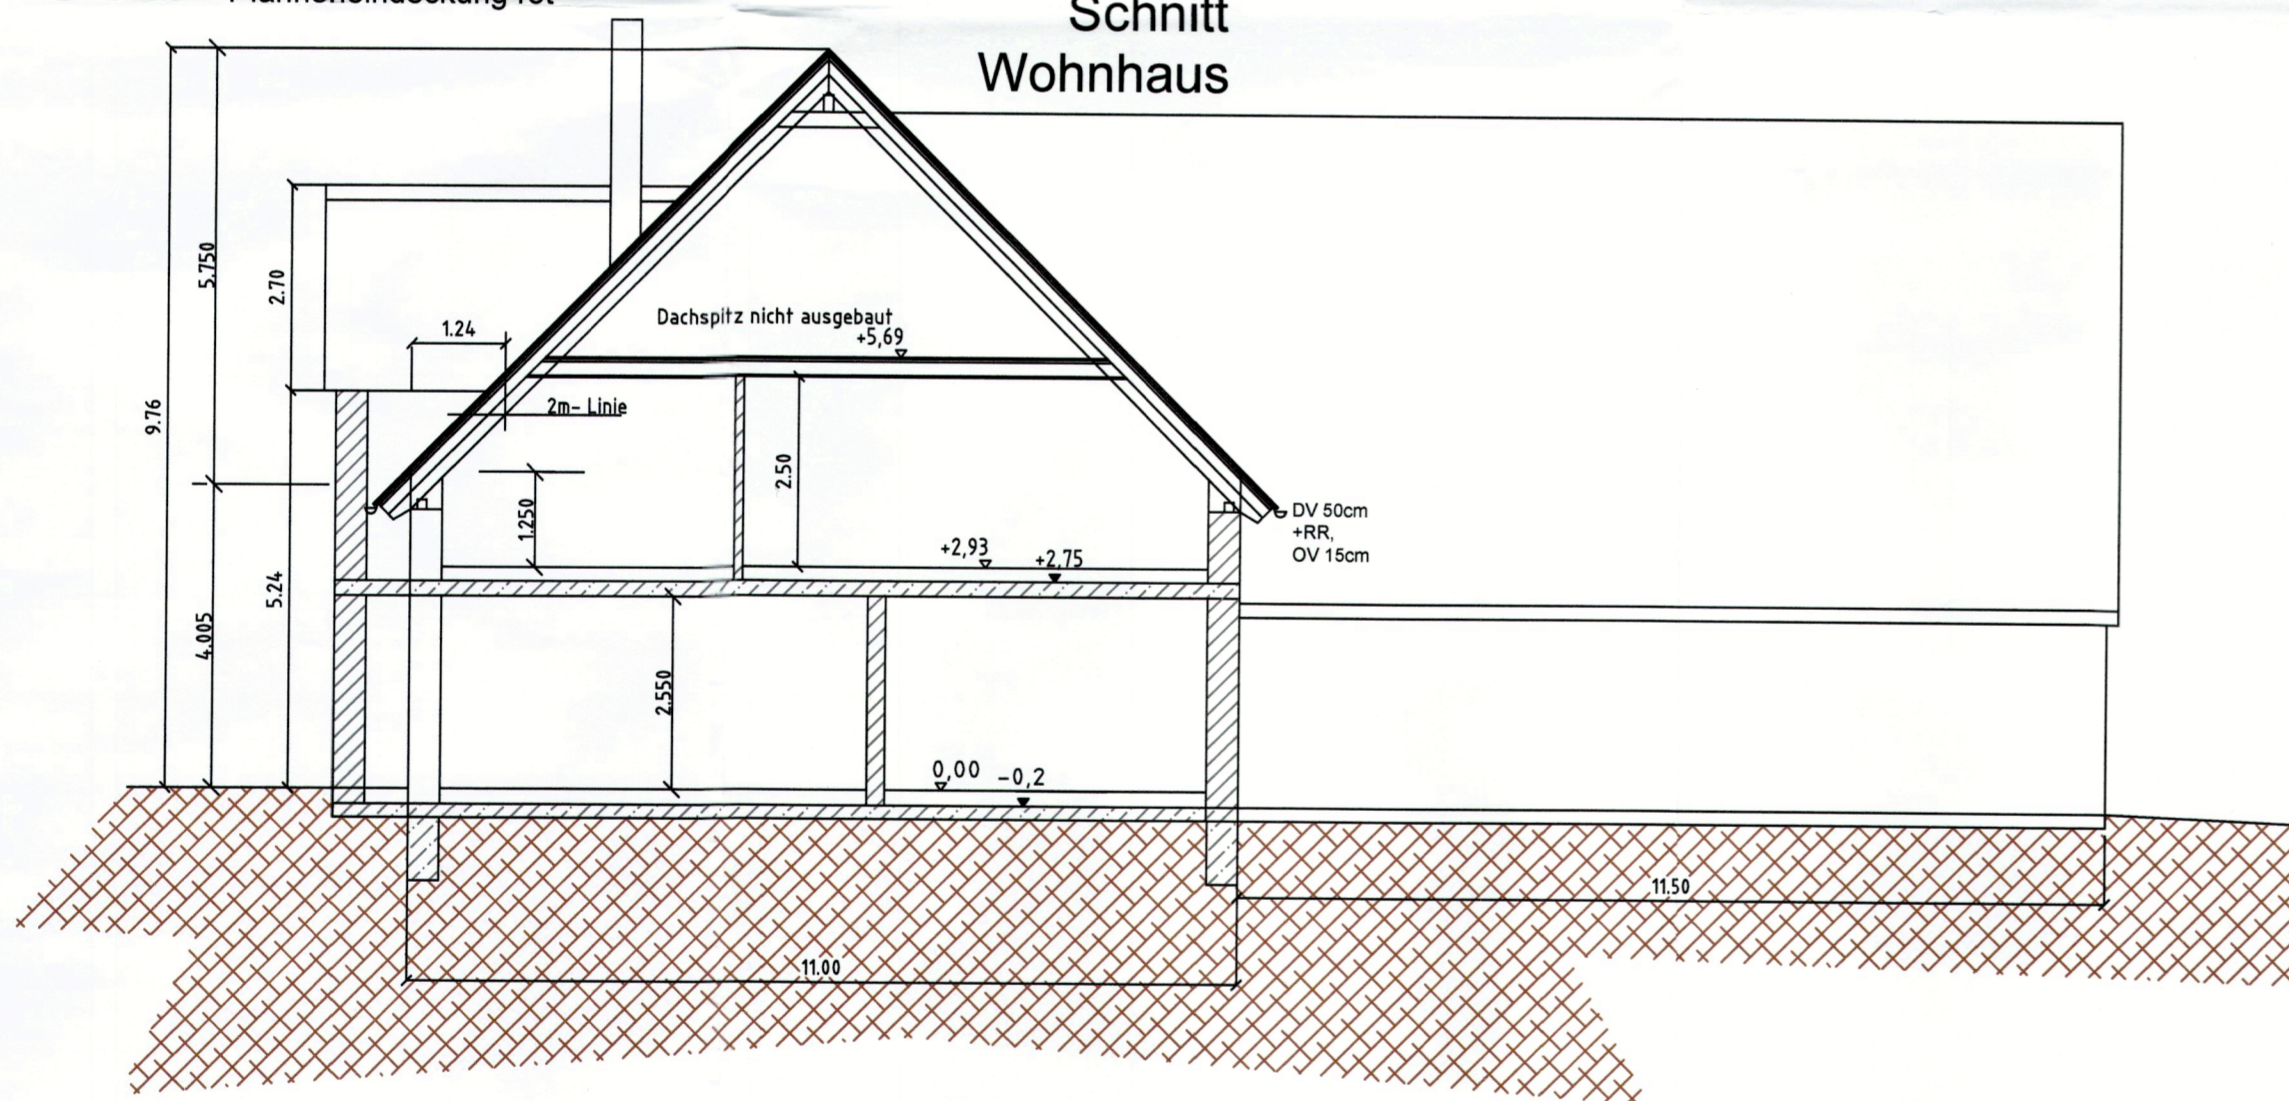 Pfanneneindeckung rot
Schnitt
Wohnhaus
5.750
2.70
1.24
Dachspitz nicht ausgebaut
+5,69
9.76
2m- Linie
2.50
1.250
DV 50cm
+RR,
OV 15cm
+2,93
+2,75
5.24
4.005
2.550
0,00
-0,2
11.50
11.00